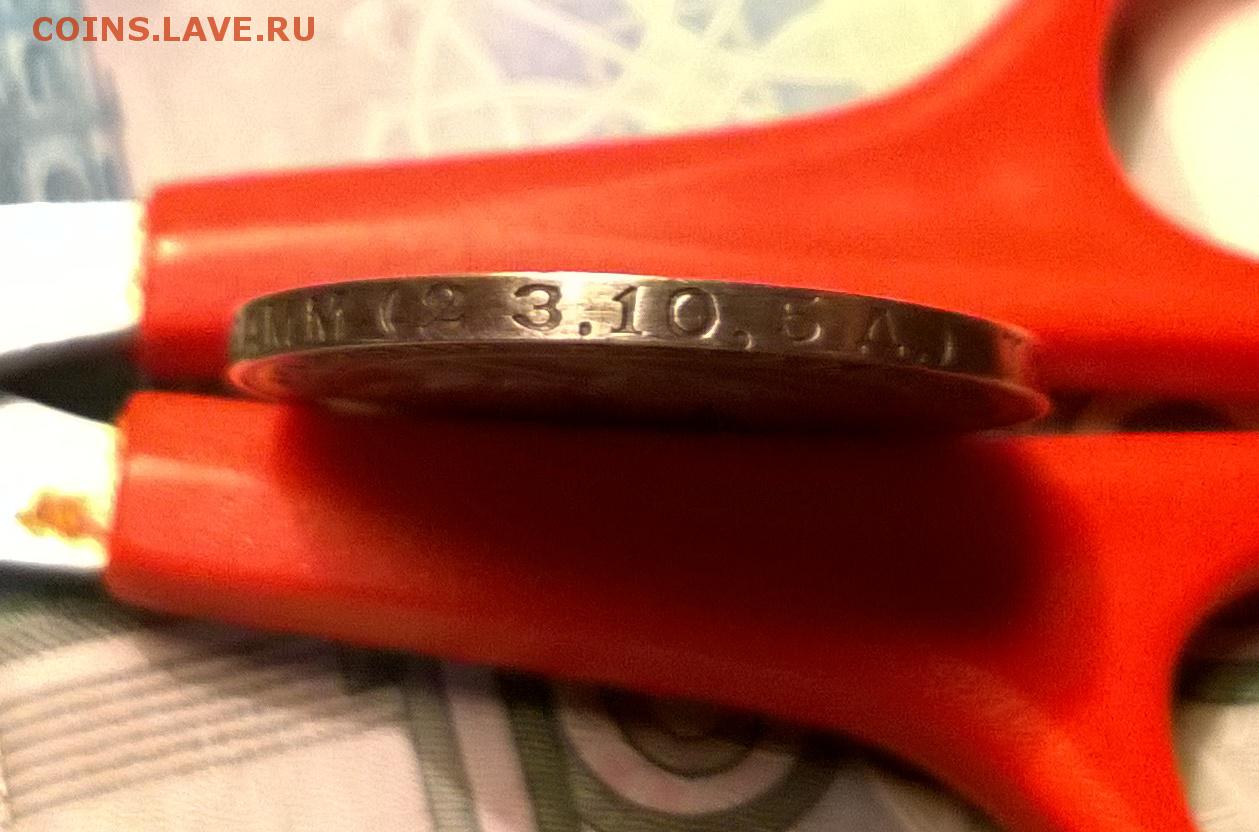 COINS.LAVE.RU
(2 3.10,5 Д.)